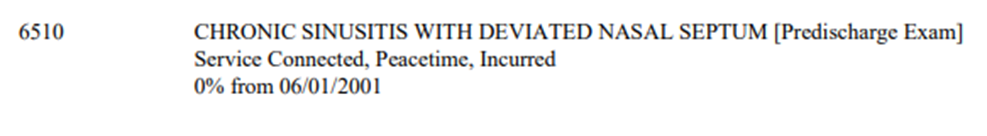 6510 CHRONIC SINUSITIS WITH DEVIATED NASAL SEPTUM [Predischarge Exam]
Service Connected, Peacetime, Incurred
0% from 06/01/2001